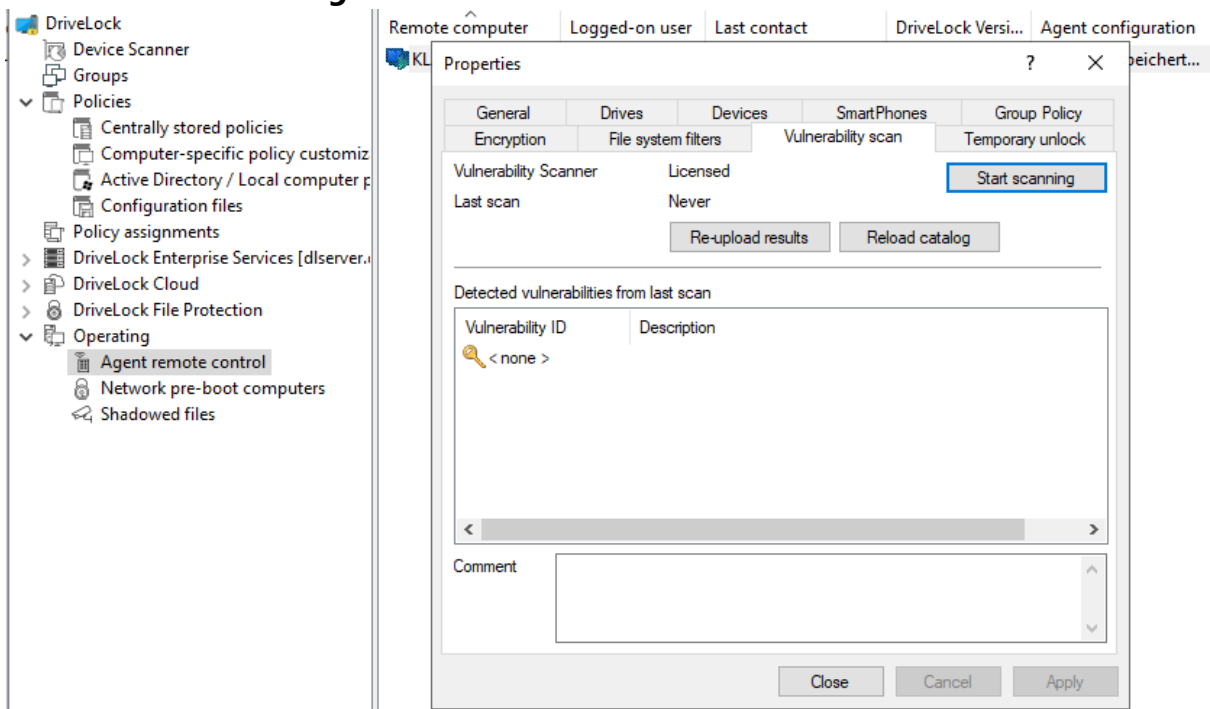 DriveLock
Device Scanner
Groups
Policies
Centrally stored policies
Computer-specific policy customiz
Active Directory / Local computer p
Configuration files
Policy assignments
DriveLock Enterprise Services [dlserver.
DriveLock Cloud
DriveLock File Protection
Operating
Agent remote control
Network pre-boot computers
Shadowed files
Remote computer Logged-on user Last contact DriveLock Versi... Agent configuration
KL
Properties ? eichert...
General Drives Devices SmartPhones Group Policy
Encryption File system filters Vulnerability scan Temporary unlock
Vulnerability Scanner Licensed Start scanning
Last scan Never
Re-upload results Reload catalog
Detected vulnerabilities from last scan
Vulnerability ID Description
< none >
Comment
Close Cancel Apply